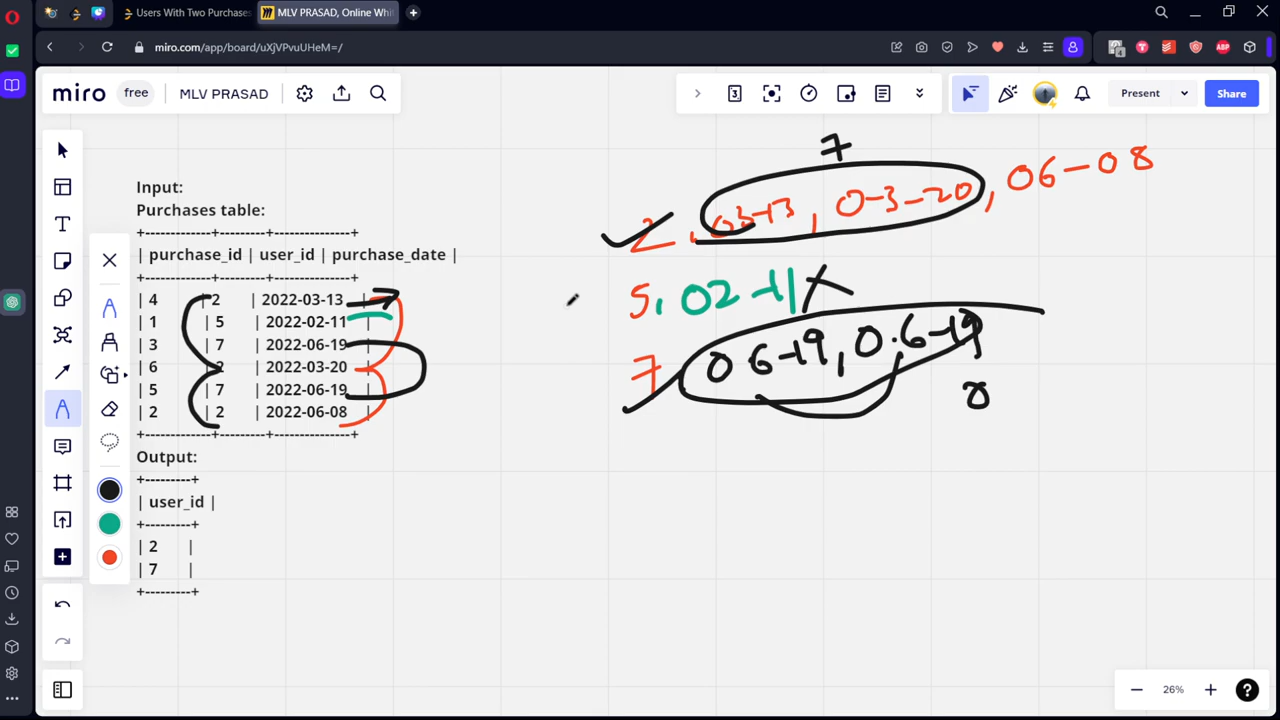 Users With Two Purchases
MLV PRASAD, Online Whi
miro.com/app/board/uXjVPvuUHeM=/
miro
free
MLV PRASAD
3
Present
Share
Input:
Purchases table:
+-------------+---------+---------------+
| purchase_id | user_id | purchase_date |
+-------------+---------+---------------+
| 4 | 2 | 2022-03-13 |
| 1 | 5 | 2022-02-11 |
| 3 | 7 | 2022-06-19 |
| 6 | 2 | 2022-03-20 |
| 5 | 7 | 2022-06-19 |
| 2 | 2 | 2022-06-08 |
+-------------+---------+---------------+
Output:
+---------+
| user_id |
+---------+
| 2 |
| 7 |
+---------+
7
2, 03-13, 0-3-20, 06-08
5, 02-11 X
7 06-19, 0.6-19
0
26%